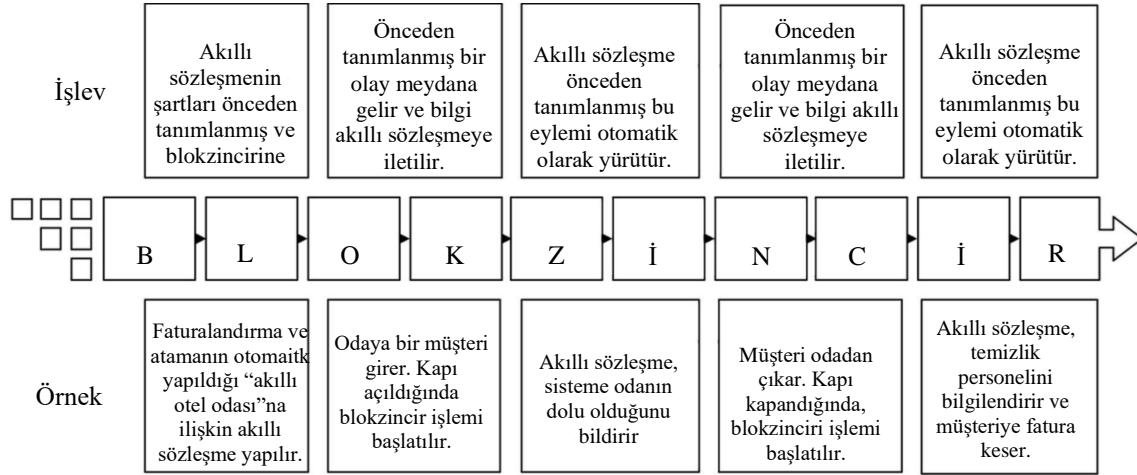 İşlev
Akıllı
sözleşmenin
şartları önceden
tanımlanmış ve
blokzincirine
Önceden
tanımlanmış bir
olay meydana
gelir ve bilgi
akıllı sözleşmeye
iletilir.
Akıllı sözleşme
önceden
tanımlanmış bu
eylemi otomatik
olarak yürütür.
Önceden
tanımlanmış bir
olay meydana
gelir ve bilgi akıllı
sözleşmeye
iletilir.
Akıllı sözleşme
önceden
tanımlanmış bu
eylemi otomatik
olarak yürütür.
B L O K Z İ N C İ R
Örnek
Faturalandırma ve
atamanın otomaitk
yapıldığı “akıllı
otel odası”na
ilişkin akıllı
sözleşme yapılır.
Odaya bir müşteri
girer. Kapı
açıldığında
blokzincir işlemi
başlatılır.
Akıllı sözleşme,
sisteme odanın
dolu olduğunu
bildirir
Müşteri odadan
çıkar. Kapı
kapandığında,
blokzinciri işlemi
başlatılır.
Akıllı sözleşme,
temizlik
personelini
bilgilendirir ve
müşteriye fatura
keser.